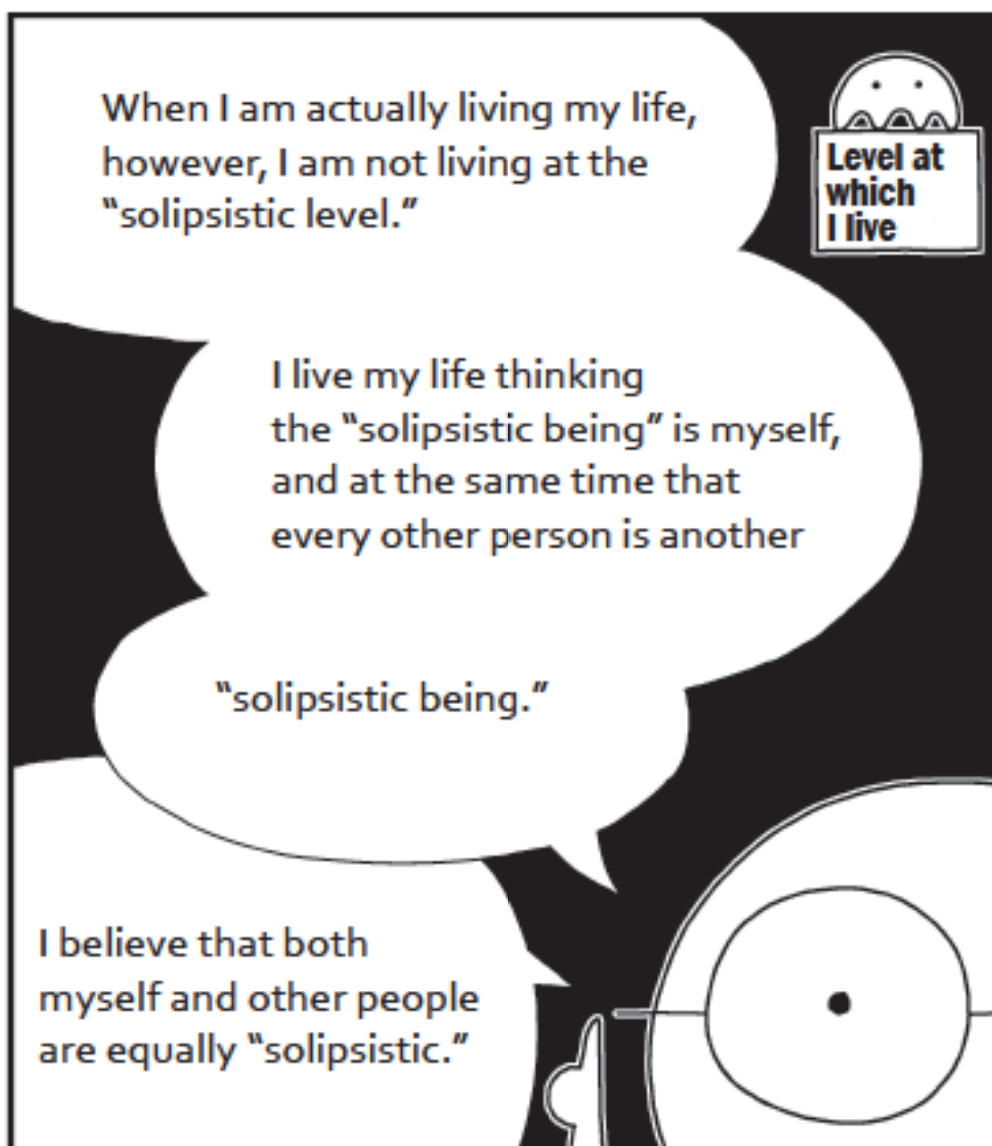 When I am actually living my life,
however, I am not living at the
“solipsistic level.”
Level at
which
I live
I live my life thinking
the “solipsistic being” is myself,
and at the same time that
every other person is another
“solipsistic being.”
I believe that both
myself and other people
are equally “solipsistic.”